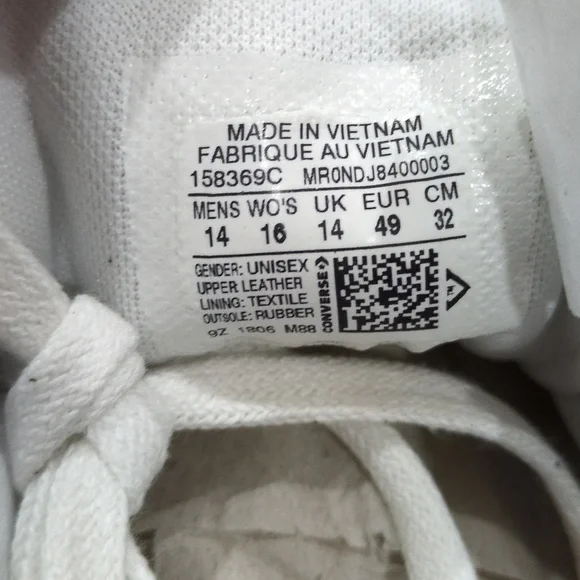 MADE IN VIETNAM
FABRIQUE AU VIETNAM
158369C MR0NDJ8400003
MENS WO'S UK EUR CM
14 16 14 49 32
GENDER: UNISEX
UPPER LEATHER
LINING: TEXTILE
OUTSOLE: RUBBER
9Z 1806 M88
CONVERSE